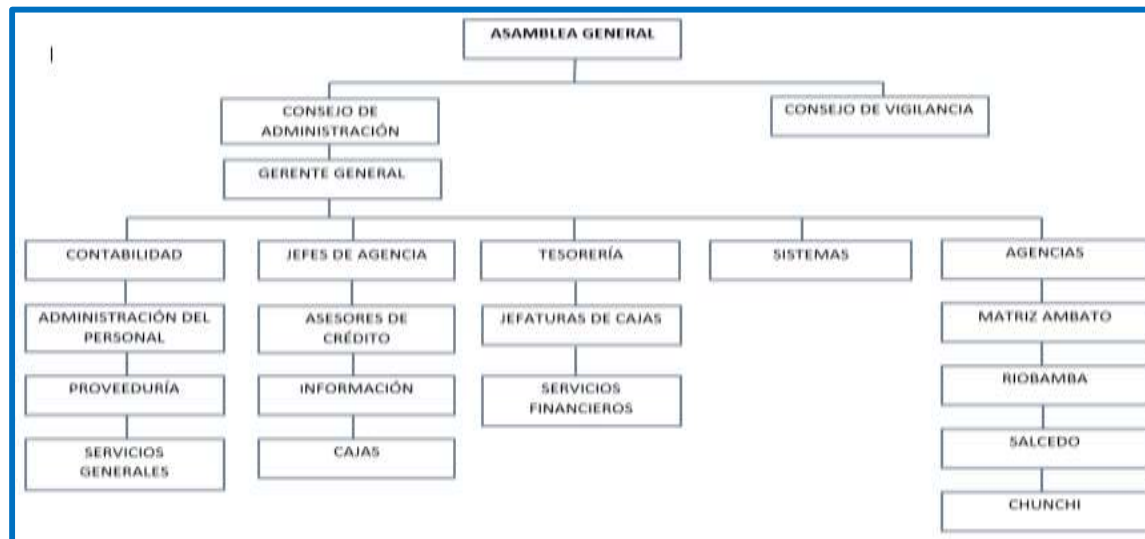 ASAMBLEA GENERAL
CONSEJO DE
ADMINISTRACIÓN
CONSEJO DE VIGILANCIA
GERENTE GENERAL
CONTABILIDAD
JEFES DE AGENCIA
TESORERÍA
SISTEMAS
AGENCIAS
ADMINISTRACIÓN DEL
PERSONAL
ASESORES DE
CRÉDITO
JEFATURAS DE CAJAS
MATRIZ AMBATO
PROVEEDURÍA
INFORMACIÓN
SERVICIOS
FINANCIEROS
RIOBAMBA
SERVICIOS
GENERALES
CAJAS
SALCEDO
CHUNCHI